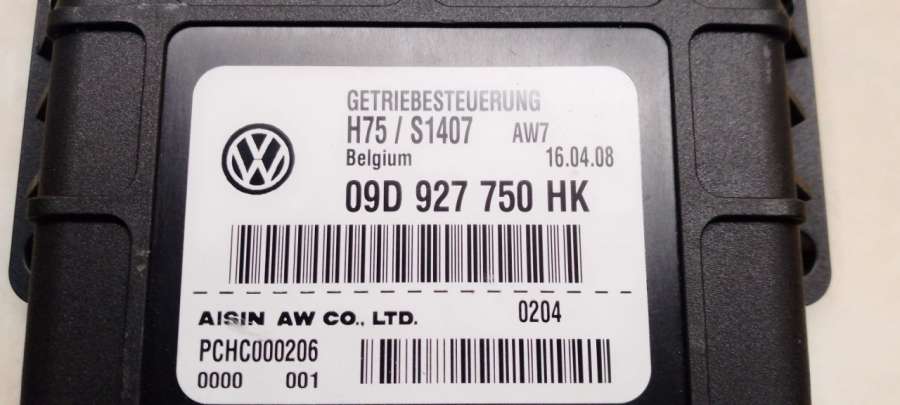 GETRIEBESTEUERUNG
H75 / S1407 AW7
Belgium 16.04.08
09D 927 750 HK
AISIN AW CO., LTD. 0204
PCHC000206
0000 001